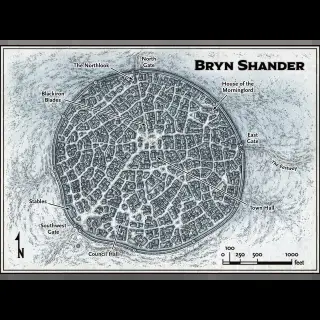 BRYN SHANDER
The Northlook
North
Gate
House of the
Morninglord
Blackiron
Blades
East
Gate
The Eastway
Stables
Town Hall
Southwest
Gate
Council Hall
N
100
0 250 500 1000
feet